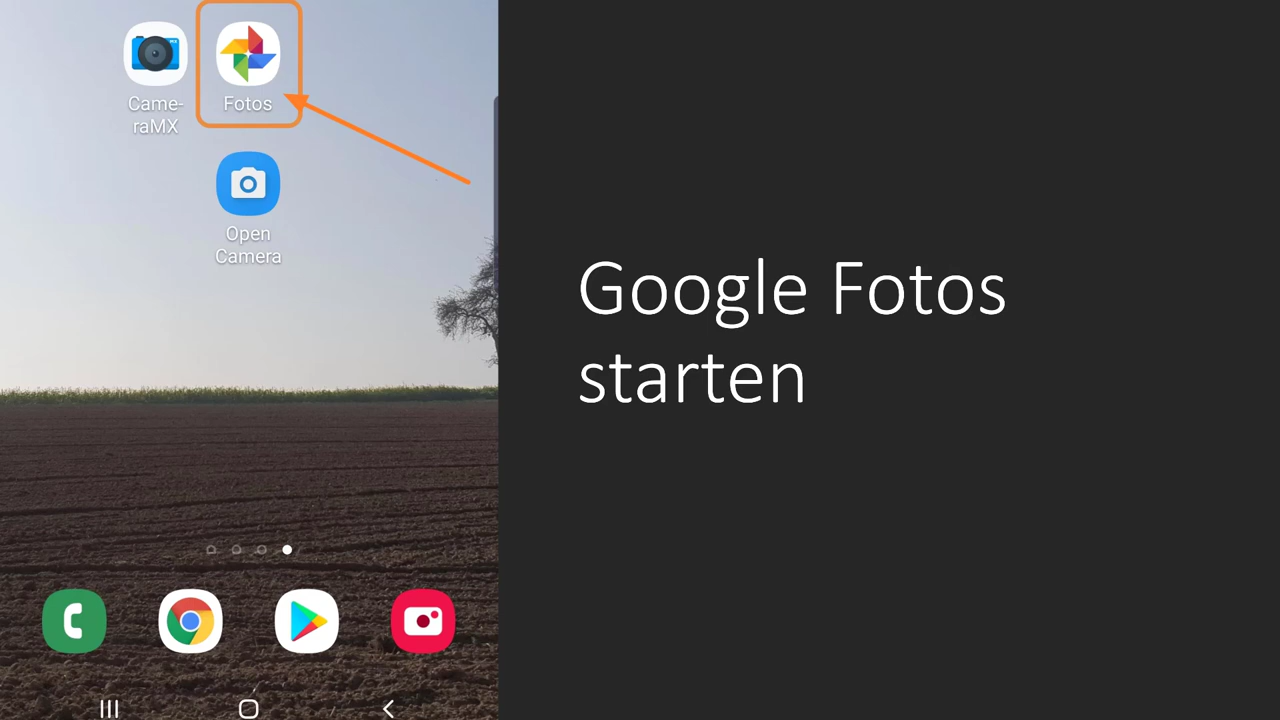 Came-
raMX
Fotos
Open
Camera
Google Fotos
starten